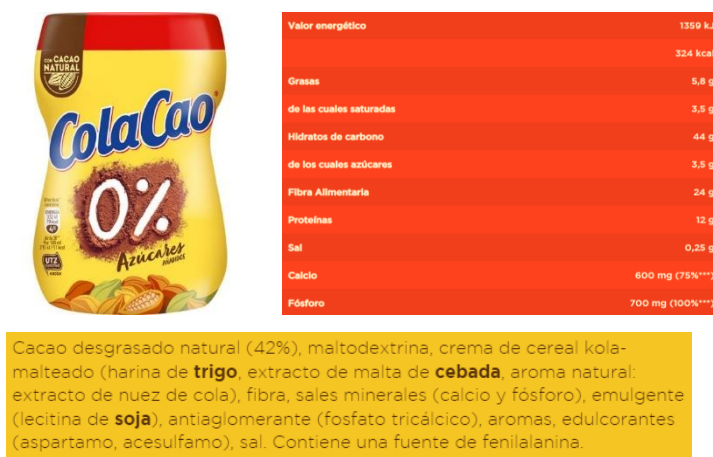 CON CACAO
NATURAL
ColaCao
0%
Azúcares
AÑADIDOS
UTZ
Valor energético 1359 kJ
324 kcal
Grasas 5,8 g
de las cuales saturadas 3,5 g
Hidratos de carbono 44 g
de los cuales azúcares 3,5 g
Fibra Alimentaria 24 g
Proteínas 12 g
Sal 0,25 g
Calcio 600 mg (75%***)
Fósforo 700 mg (100%***)
Cacao desgrasado natural (42%), maltodextrina, crema de cereal kola-
malteado (harina de trigo, extracto de malta de cebada, aroma natural:
extracto de nuez de cola), fibra, sales minerales (calcio y fósforo), emulgente
(lecitina de soja), antiaglomerante (fosfato tricálcico), aromas, edulcorantes
(aspartamo, acesulfamo), sal. Contiene una fuente de fenilalanina.